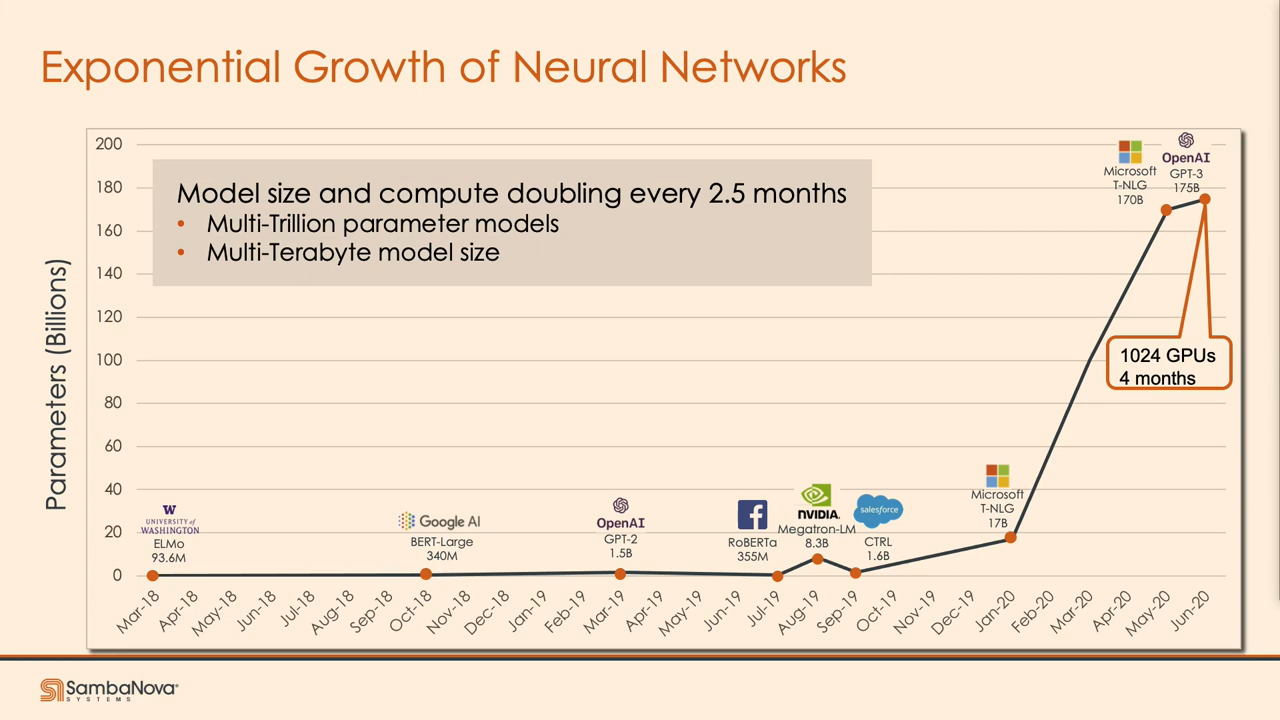 Exponential Growth of Neural Networks
Parameters (Billions)
200
180
160
140
120
100
80
60
40
20
0
Model size and compute doubling every 2.5 months
• Multi-Trillion parameter models
• Multi-Terabyte model size
W
UNIVERSITY of
WASHINGTON
ELMo
93.6M
Google AI
BERT-Large
340M
OpenAI
GPT-2
1.5B
f
RoBERTa
355M
NVIDIA.
Megatron-LM
8.3B
salesforce
CTRL
1.6B
Microsoft
T-NLG
17B
Microsoft
T-NLG
170B
OpenAI
GPT-3
175B
1024 GPUs
4 months
Mar-18
Apr-18
May-18
Jun-18
Jul-18
Aug-18
Sep-18
Oct-18
Nov-18
Dec-18
Jan-19
Feb-19
Mar-19
Apr-19
May-19
Jun-19
Jul-19
Aug-19
Sep-19
Oct-19
Nov-19
Dec-19
Jan-20
Feb-20
Mar-20
Apr-20
May-20
Jun-20
SambaNova
SYSTEMS